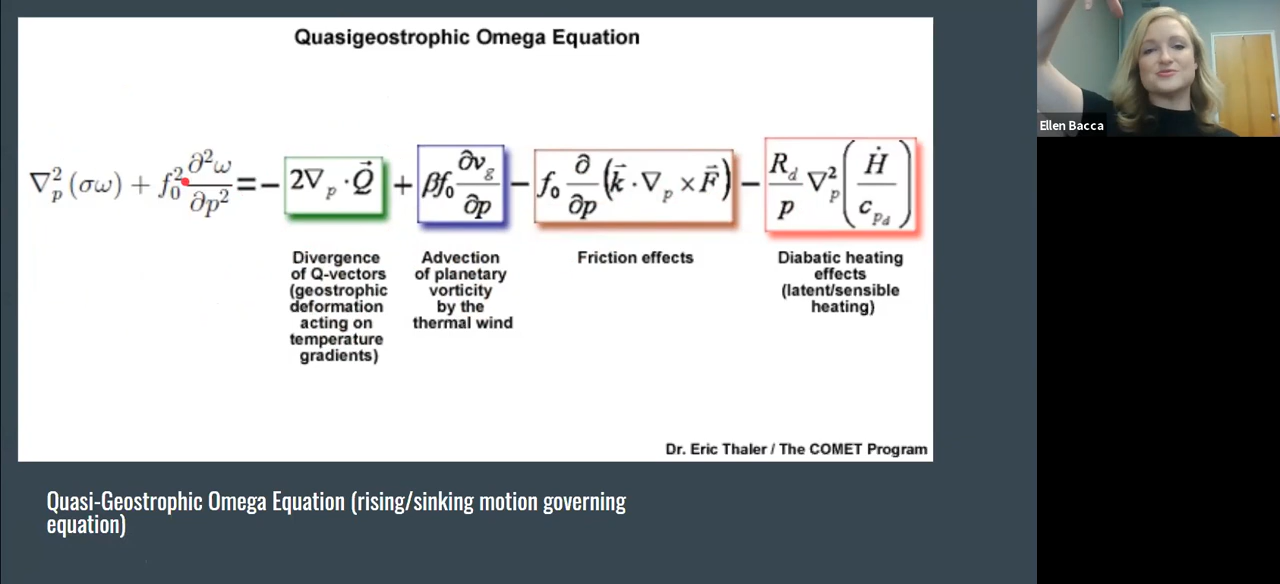 Quasigeostrophic Omega Equation
∇²ₚ(σω) + f₀² ∂²ω/∂p² = − 2∇ₚ · Q⃗ + βf₀ ∂v_g/∂p − f₀ ∂/∂p (k⃗ · ∇ₚ × F⃗) − R_d/p ∇²ₚ (Ḣ/c_pd)
Divergence
of Q-vectors
(geostrophic
deformation
acting on
temperature
gradients)
Advection
of planetary
vorticity
by the
thermal wind
Friction effects
Diabatic heating
effects
(latent/sensible
heating)
Dr. Eric Thaler / The COMET Program
Quasi-Geostrophic Omega Equation (rising/sinking motion governing
equation)
Ellen Bacca